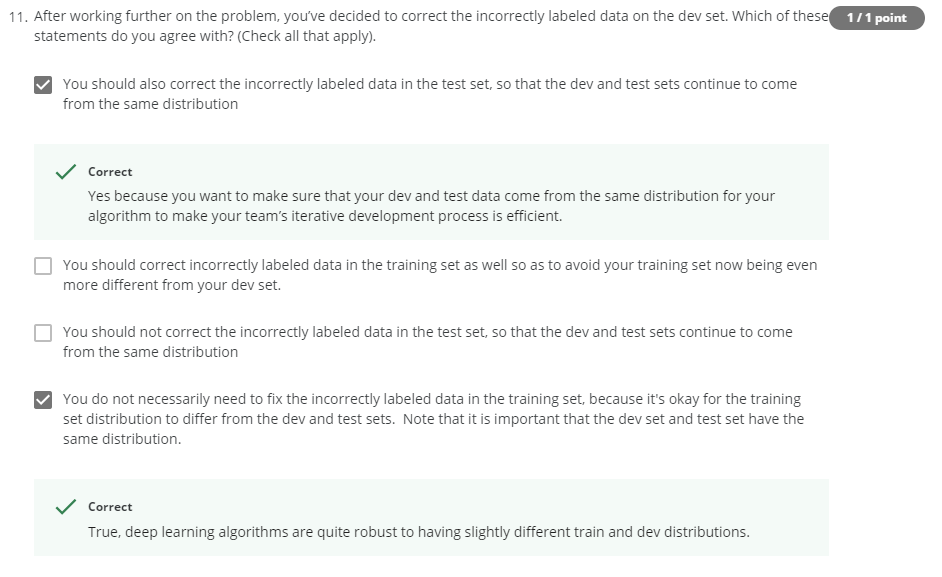 11. After working further on the problem, you've decided to correct the incorrectly labeled data on the dev set. Which of these
1 / 1 point
statements do you agree with? (Check all that apply).
You should also correct the incorrectly labeled data in the test set, so that the dev and test sets continue to come
from the same distribution
Correct
Yes because you want to make sure that your dev and test data come from the same distribution for your
algorithm to make your team's iterative development process is efficient.
You should correct incorrectly labeled data in the training set as well so as to avoid your training set now being even
more different from your dev set.
You should not correct the incorrectly labeled data in the test set, so that the dev and test sets continue to come
from the same distribution
You do not necessarily need to fix the incorrectly labeled data in the training set, because it's okay for the training
set distribution to differ from the dev and test sets. Note that it is important that the dev set and test set have the
same distribution.
Correct
True, deep learning algorithms are quite robust to having slightly different train and dev distributions.